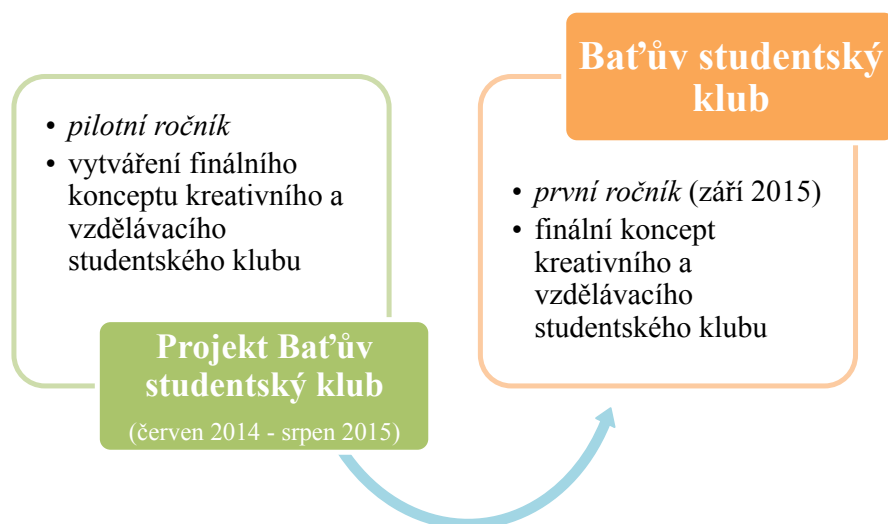 • pilotní ročník
• vytváření finálního
konceptu kreativního a
vzdělávacího
studentského klubu
Projekt Baťův
studentský klub
(červen 2014 - srpen 2015)
Baťův studentský
klub
• první ročník (září 2015)
• finální koncept
kreativního a
vzdělávacího
studentského klubu